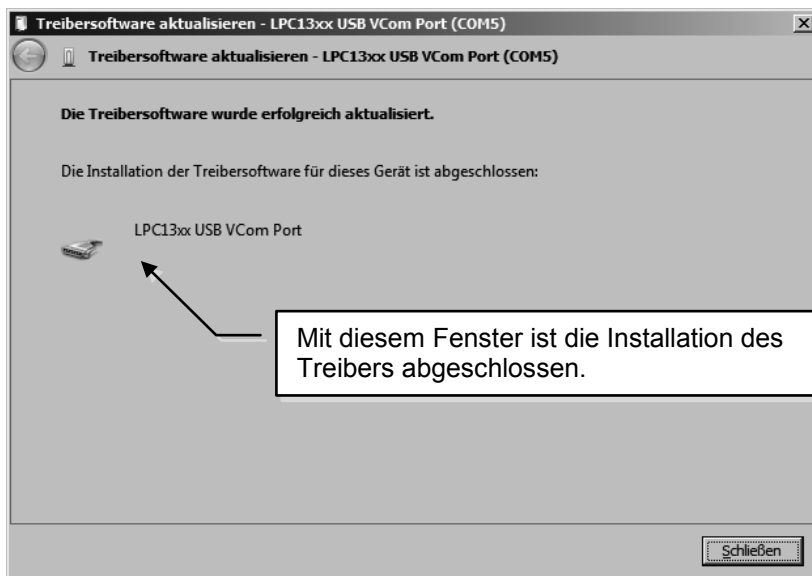 Treibersoftware aktualisieren - LPC13xx USB VCom Port (COM5)
Treibersoftware aktualisieren - LPC13xx USB VCom Port (COM5)
Die Treibersoftware wurde erfolgreich aktualisiert.
Die Installation der Treibersoftware für dieses Gerät ist abgeschlossen:
LPC13xx USB VCom Port
Mit diesem Fenster ist die Installation des
Treibers abgeschlossen.
Schließen